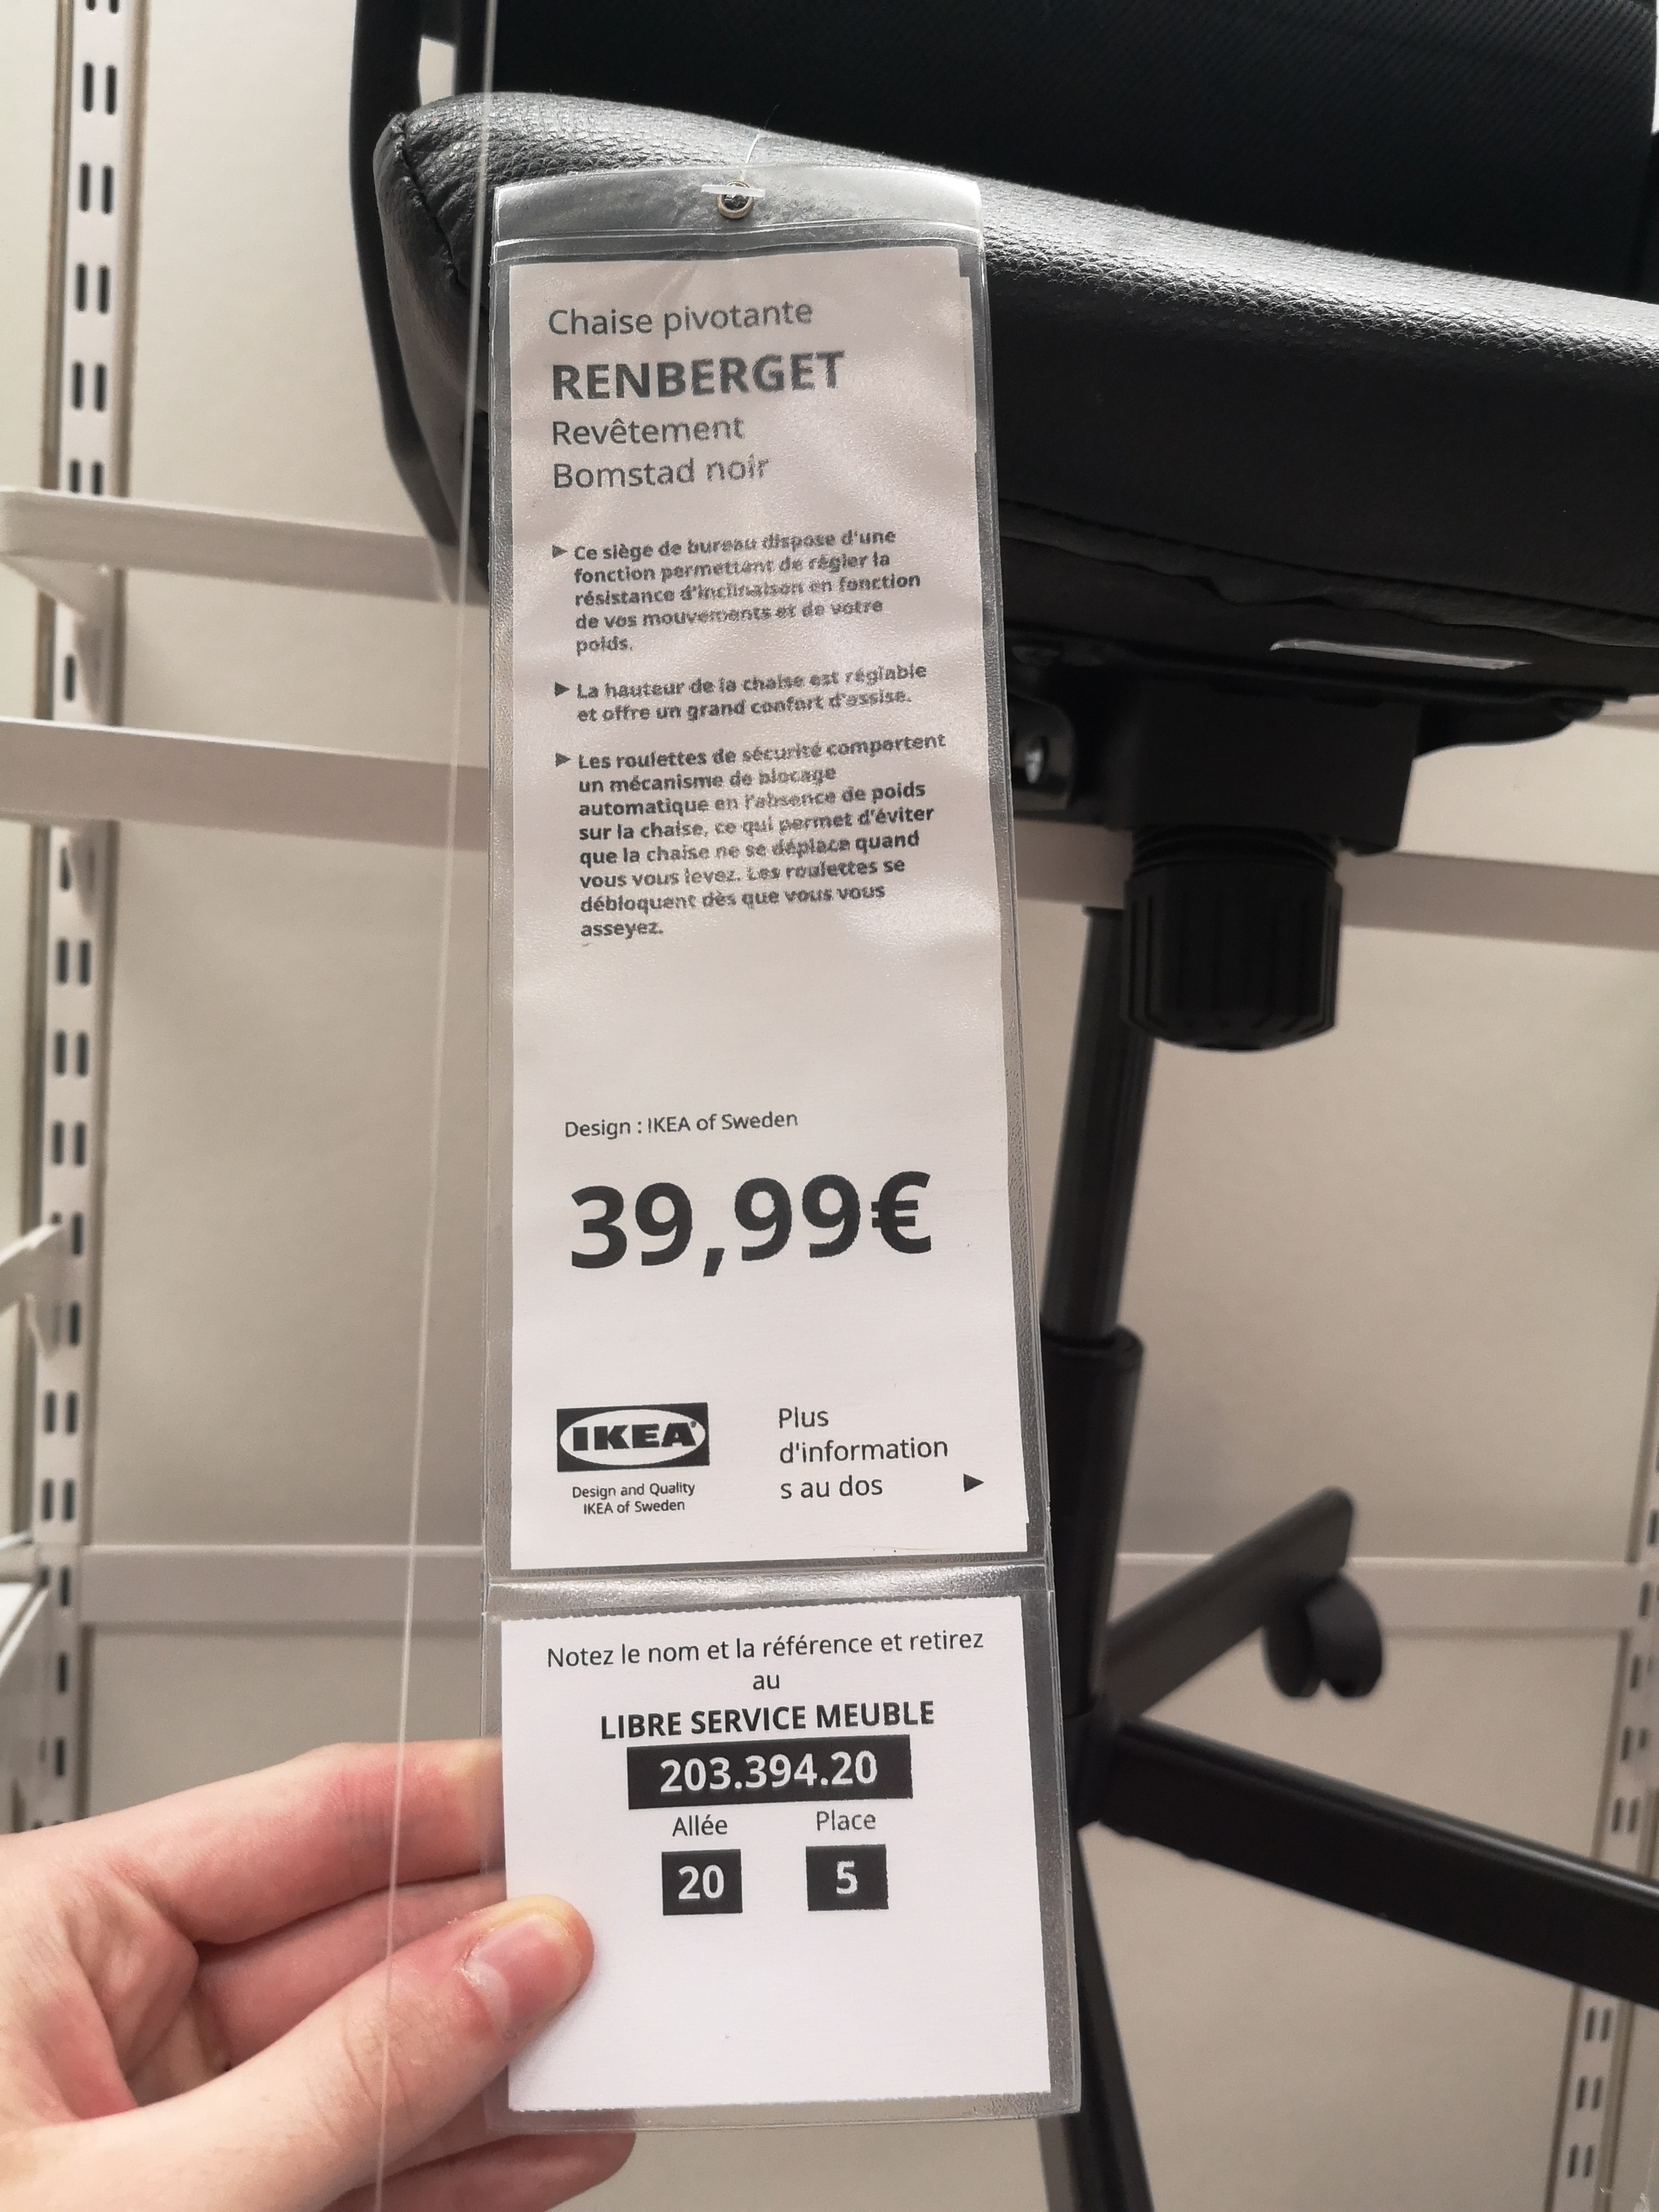 Chaise pivotante
RENBERGET
Revêtement
Bomstad noir
► Ce siège de bureau dispose d'une
fonction permettant de régler la
résistance d'inclinaison en fonction
de vos mouvements et de votre
poids.
► La hauteur de la chaise est réglable
et offre un grand confort d'assise.
► Les roulettes de sécurité comportent
un mécanisme de blocage
automatique en l'absence de poids
sur la chaise, ce qui permet d'éviter
que la chaise ne se déplace quand
vous vous levez. Les roulettes se
débloquent dès que vous vous
asseyez.
Design : IKEA of Sweden
39,99€
IKEA®
Design and Quality
IKEA of Sweden
Plus
d'information
s au dos ►
Notez le nom et la référence et retirez
au
LIBRE SERVICE MEUBLE
203.394.20
Allée Place
20 5